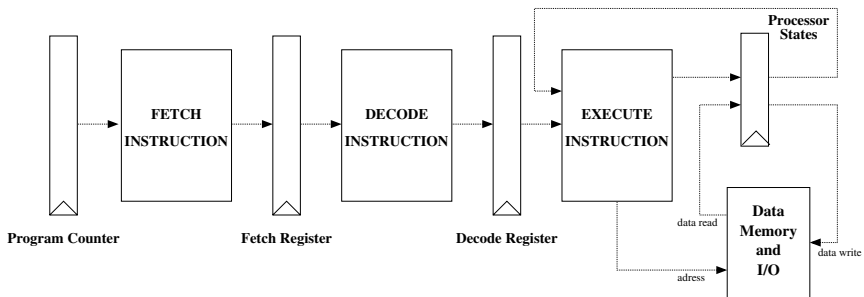 Processor
States
FETCH
INSTRUCTION
DECODE
INSTRUCTION
EXECUTE
INSTRUCTION
Program Counter
Fetch Register
Decode Register
data read
Data
Memory
and
I/O
data write
adress